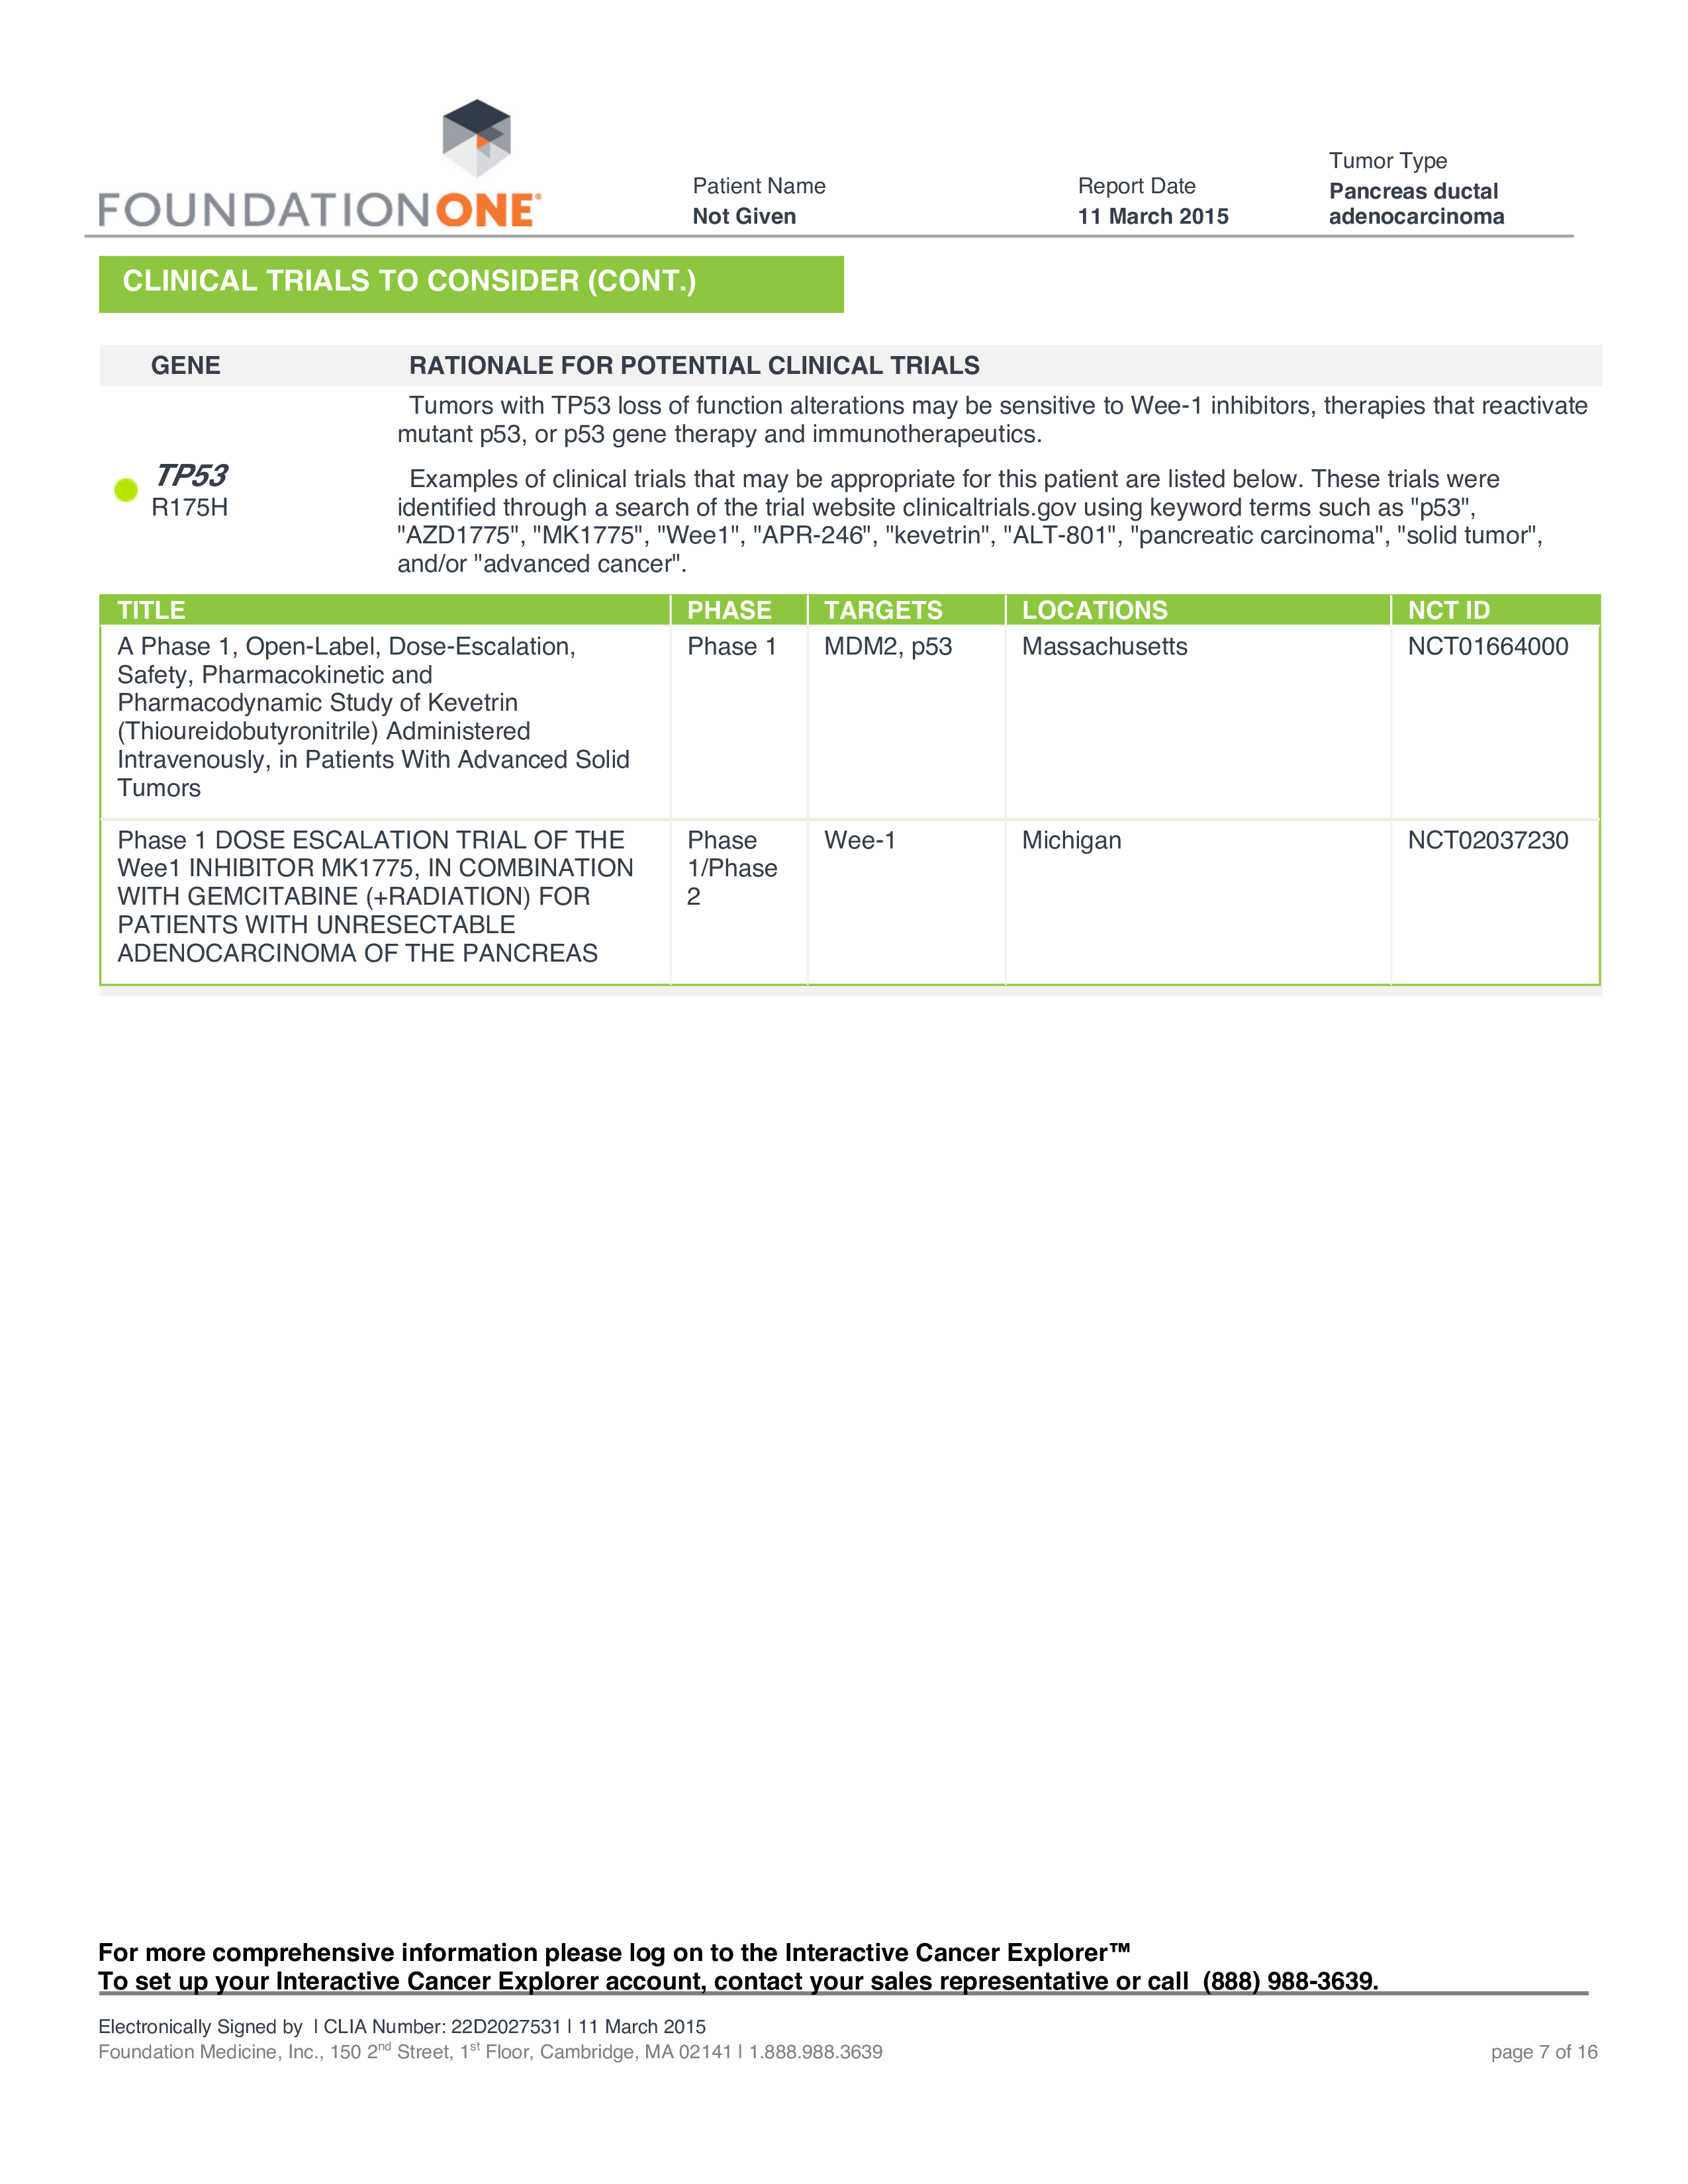 FOUNDATIONONE®
Patient Name
Not Given
Report Date
11 March 2015
Tumor Type
Pancreas ductal
adenocarcinoma
CLINICAL TRIALS TO CONSIDER (CONT.)
GENE RATIONALE FOR POTENTIAL CLINICAL TRIALS
TP53
R175H
Tumors with TP53 loss of function alterations may be sensitive to Wee-1 inhibitors, therapies that reactivate
mutant p53, or p53 gene therapy and immunotherapeutics.
Examples of clinical trials that may be appropriate for this patient are listed below. These trials were
identified through a search of the trial website clinicaltrials.gov using keyword terms such as "p53",
"AZD1775", "MK1775", "Wee1", "APR-246", "kevetrin", "ALT-801", "pancreatic carcinoma", "solid tumor",
and/or "advanced cancer".
TITLE PHASE TARGETS LOCATIONS NCT ID
A Phase 1, Open-Label, Dose-Escalation, Phase 1 MDM2, p53 Massachusetts NCT01664000
Safety, Pharmacokinetic and
Pharmacodynamic Study of Kevetrin
(Thioureidobutyronitrile) Administered
Intravenously, in Patients With Advanced Solid
Tumors
Phase 1 DOSE ESCALATION TRIAL OF THE Phase Wee-1 Michigan NCT02037230
Wee1 INHIBITOR MK1775, IN COMBINATION 1/Phase
WITH GEMCITABINE (+RADIATION) FOR 2
PATIENTS WITH UNRESECTABLE
ADENOCARCINOMA OF THE PANCREAS
For more comprehensive information please log on to the Interactive Cancer Explorer™
To set up your Interactive Cancer Explorer account, contact your sales representative or call (888) 988-3639.
Electronically Signed by | CLIA Number: 22D2027531 | 11 March 2015
Foundation Medicine, Inc., 150 2nd Street, 1st Floor, Cambridge, MA 02141 | 1.888.988.3639 page 7 of 16